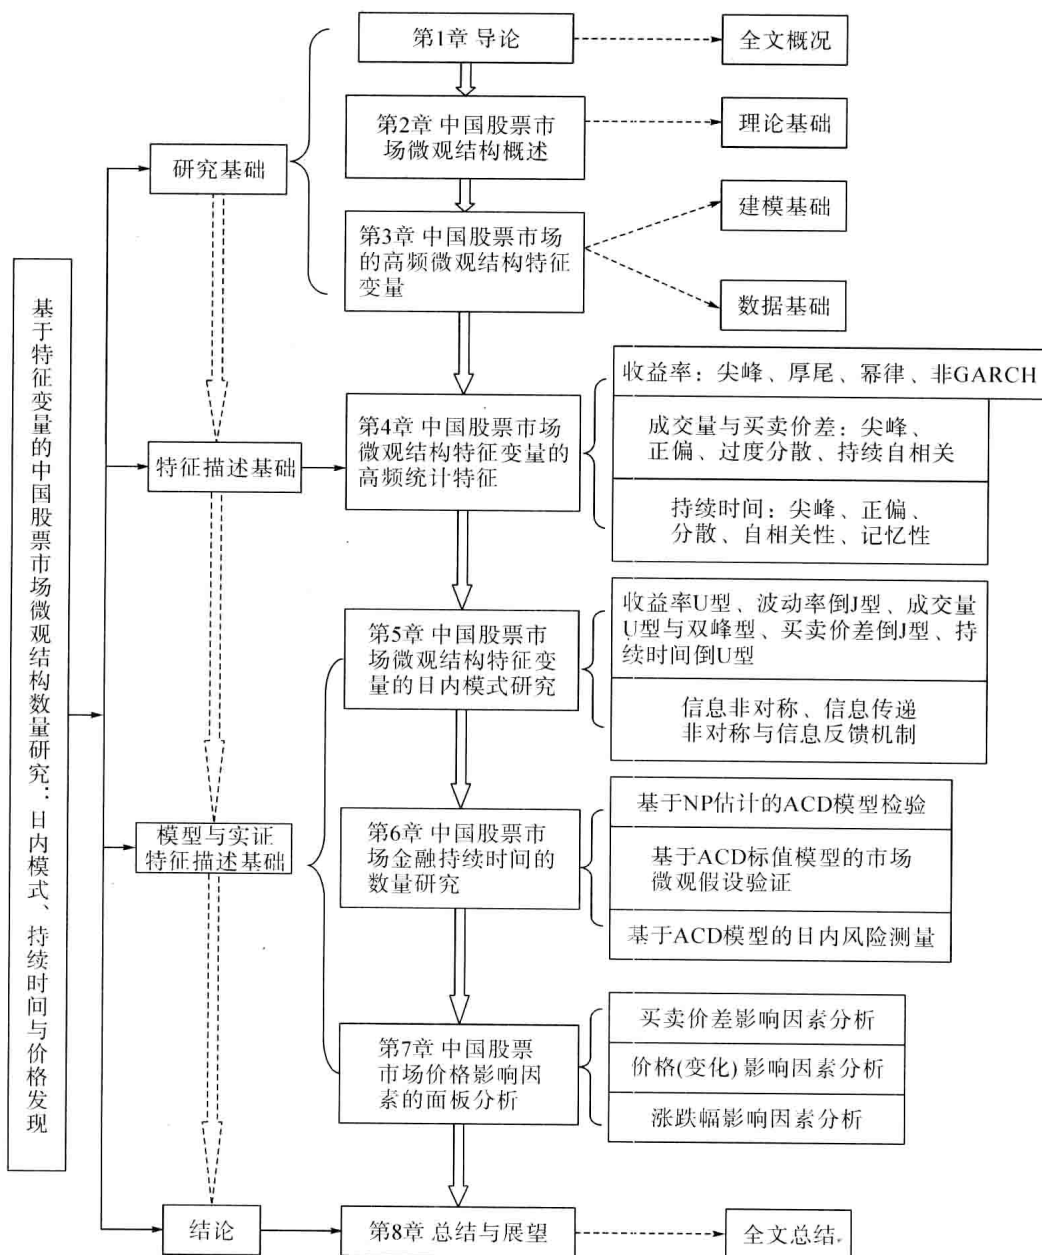 第1章 导论
全文概况
第2章 中国股票市
场微观结构概述
理论基础
研究基础
建模基础
第3章 中国股票市场
的高频微观结构特征
变量
数据基础
基于特征变量的中国股票市场微观结构数量研究：日内模式、持续时间与价格发现
收益率：尖峰、厚尾、幂律、非GARCH
第4章 中国股票市场
微观结构特征变量的
高频统计特征
成交量与买卖价差：尖峰、
正偏、过度分散、持续自相关
特征描述基础
持续时间：尖峰、正偏、
分散、自相关性、记忆性
第5章 中国股票市
场微观结构特征变
量的日内模式研究
收益率U型、波动率倒J型、成交量
U型与双峰型、买卖价差倒J型、持
续时间倒U型
信息非对称、信息传递
非对称与信息反馈机制
模型与实证
特征描述基础
第6章 中国股票市
场金融持续时间的
数量研究
基于NP估计的ACD模型检验
基于ACD标值模型的市场
微观假设验证
基于ACD模型的日内风险测量
第7章 中国股票
市场价格影响因
素的面板分析
买卖价差影响因素分析
价格(变化) 影响因素分析
涨跌幅影响因素分析
结论
第8章 总结与展望
全文总结